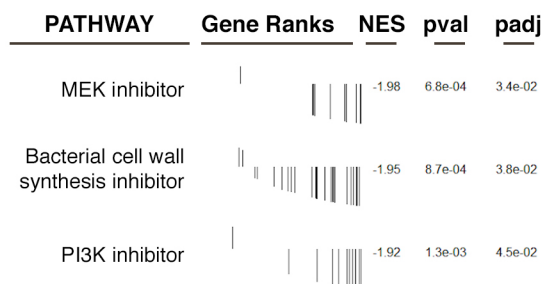 PATHWAY Gene Ranks NES pval padj
MEK inhibitor -1.98 6.8e-04 3.4e-02
Bacterial cell wall
synthesis inhibitor -1.95 8.7e-04 3.8e-02
PI3K inhibitor -1.92 1.3e-03 4.5e-02